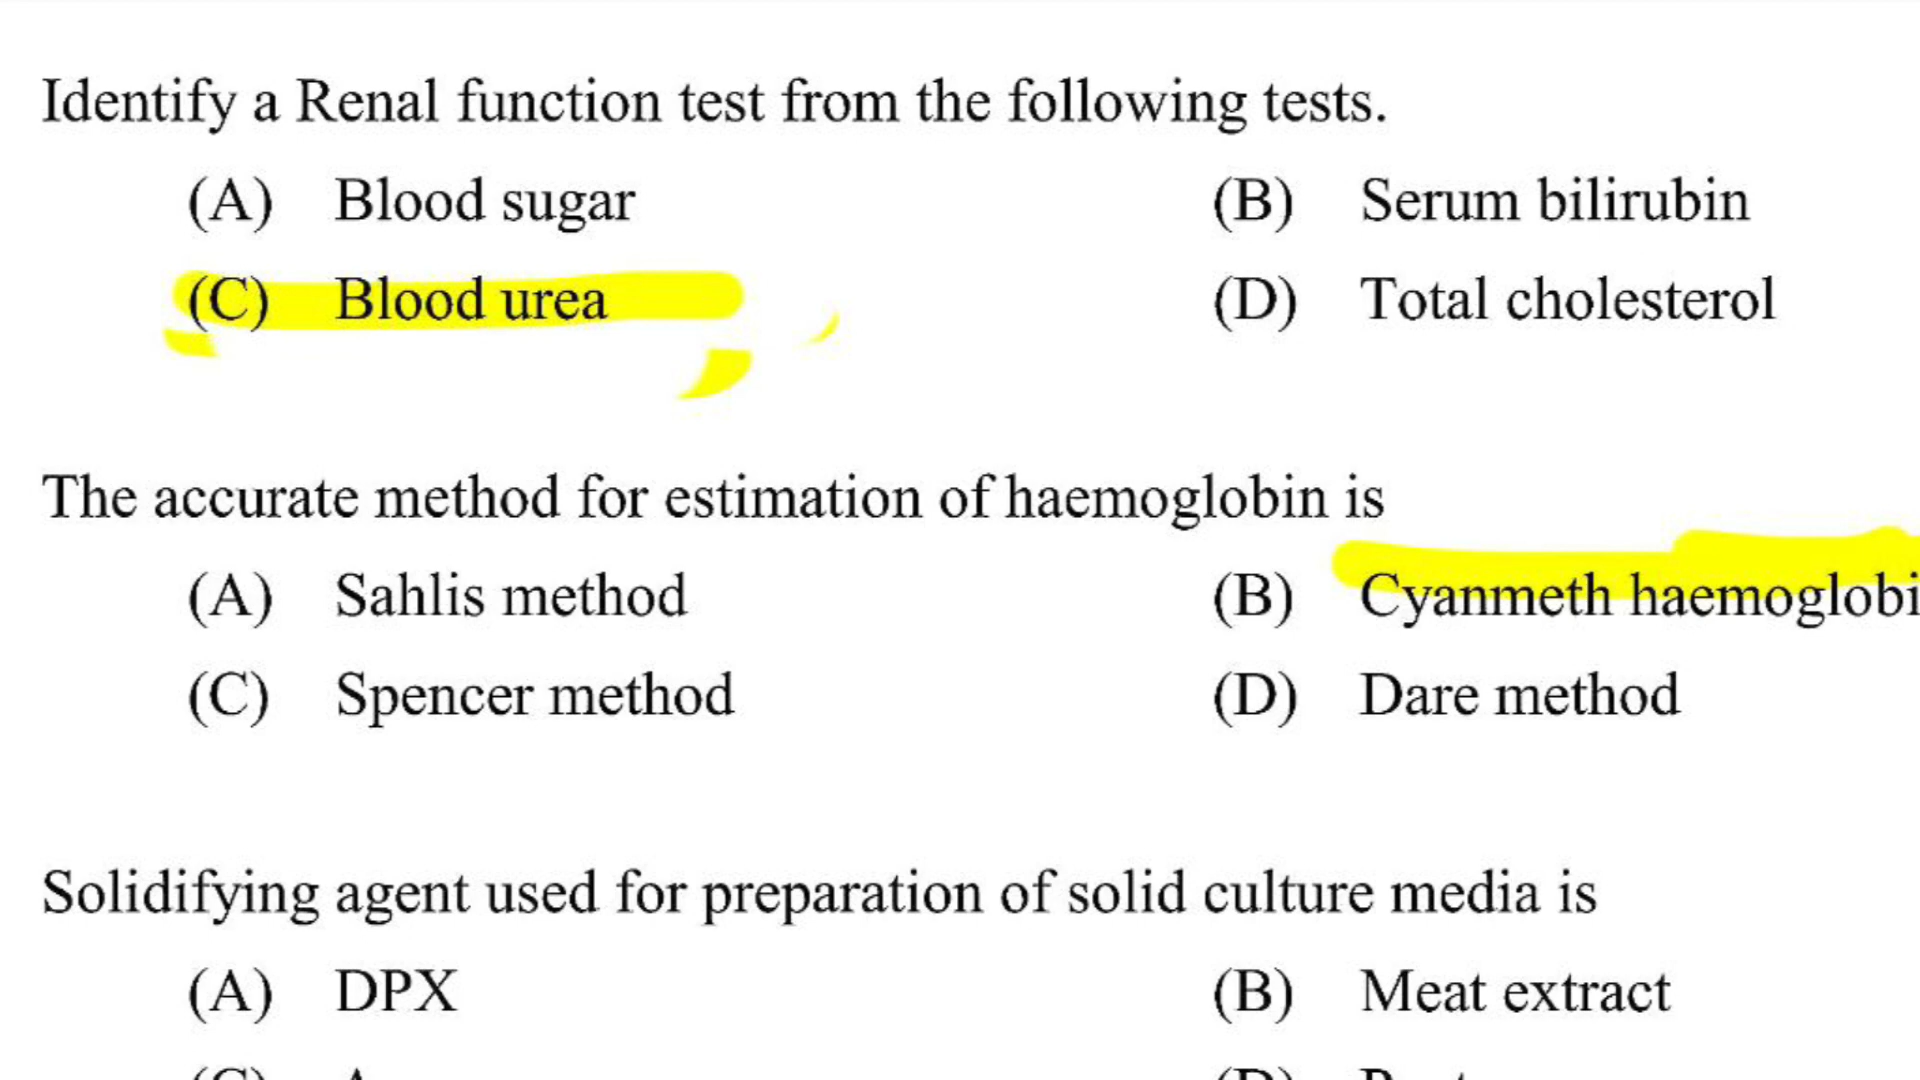 Identify a Renal function test from the following tests.
(A) Blood sugar (B) Serum bilirubin
(C) Blood urea (D) Total cholesterol
The accurate method for estimation of haemoglobin is
(A) Sahlis method (B) Cyanmeth haemoglobi
(C) Spencer method (D) Dare method
Solidifying agent used for preparation of solid culture media is
(A) DPX (B) Meat extract